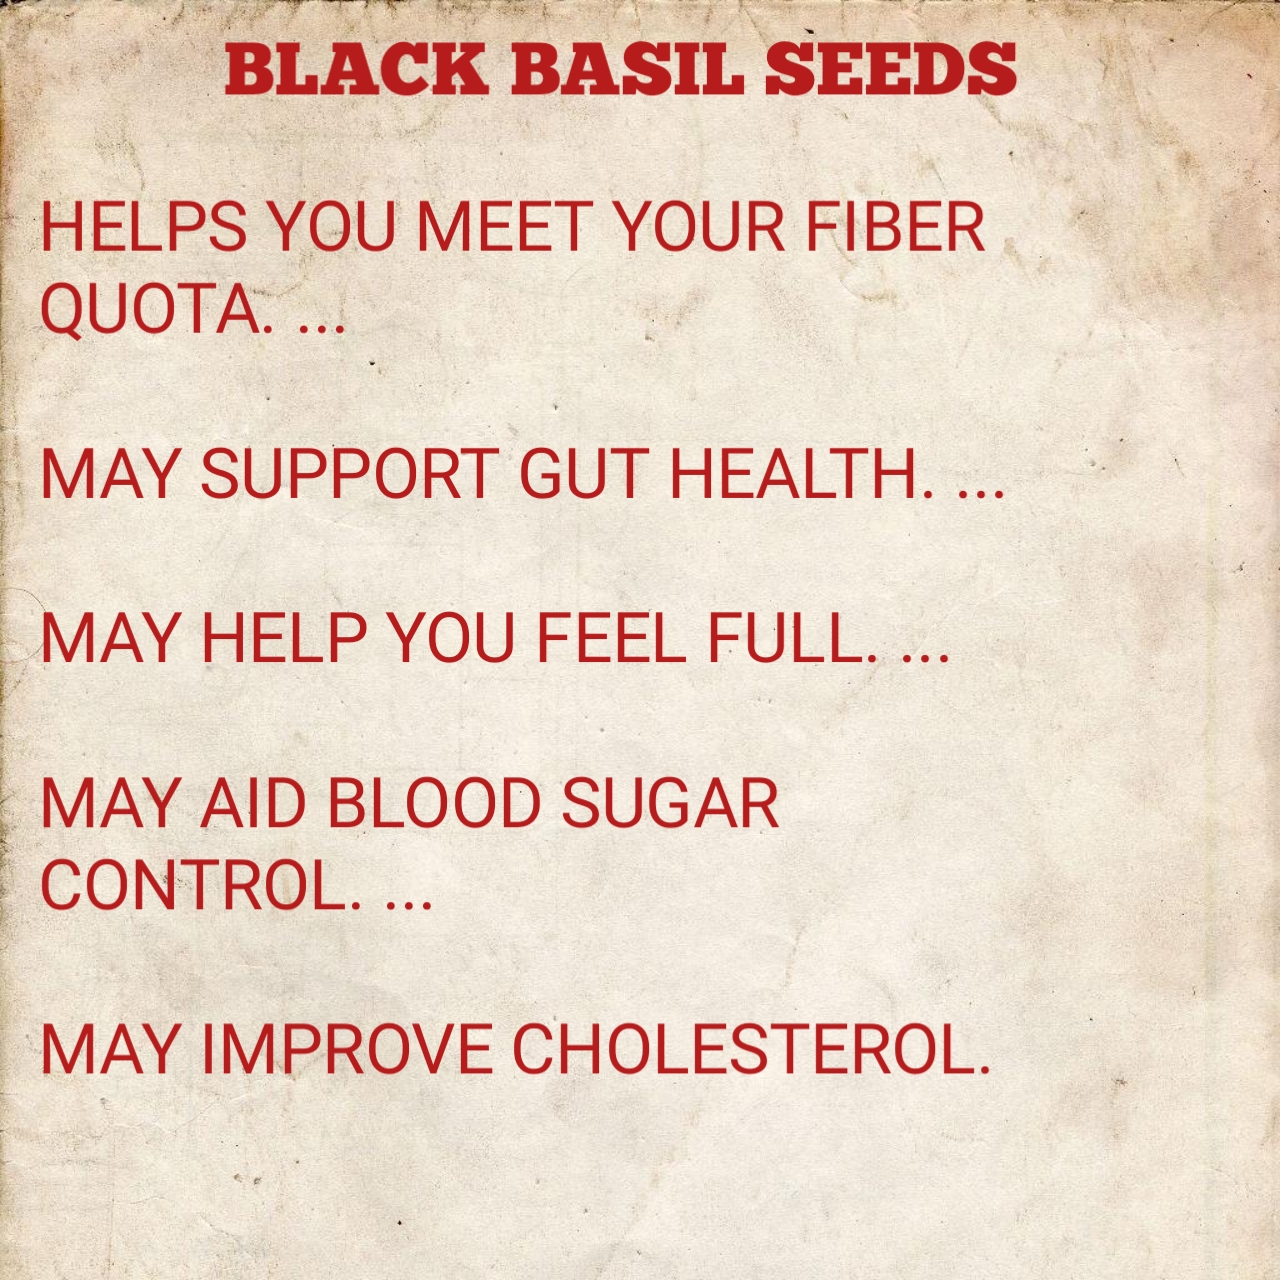 BLACK BASIL SEEDS
HELPS YOU MEET YOUR FIBER
QUOTA. ...
MAY SUPPORT GUT HEALTH. ...
MAY HELP YOU FEEL FULL. ...
MAY AID BLOOD SUGAR
CONTROL. ...
MAY IMPROVE CHOLESTEROL.